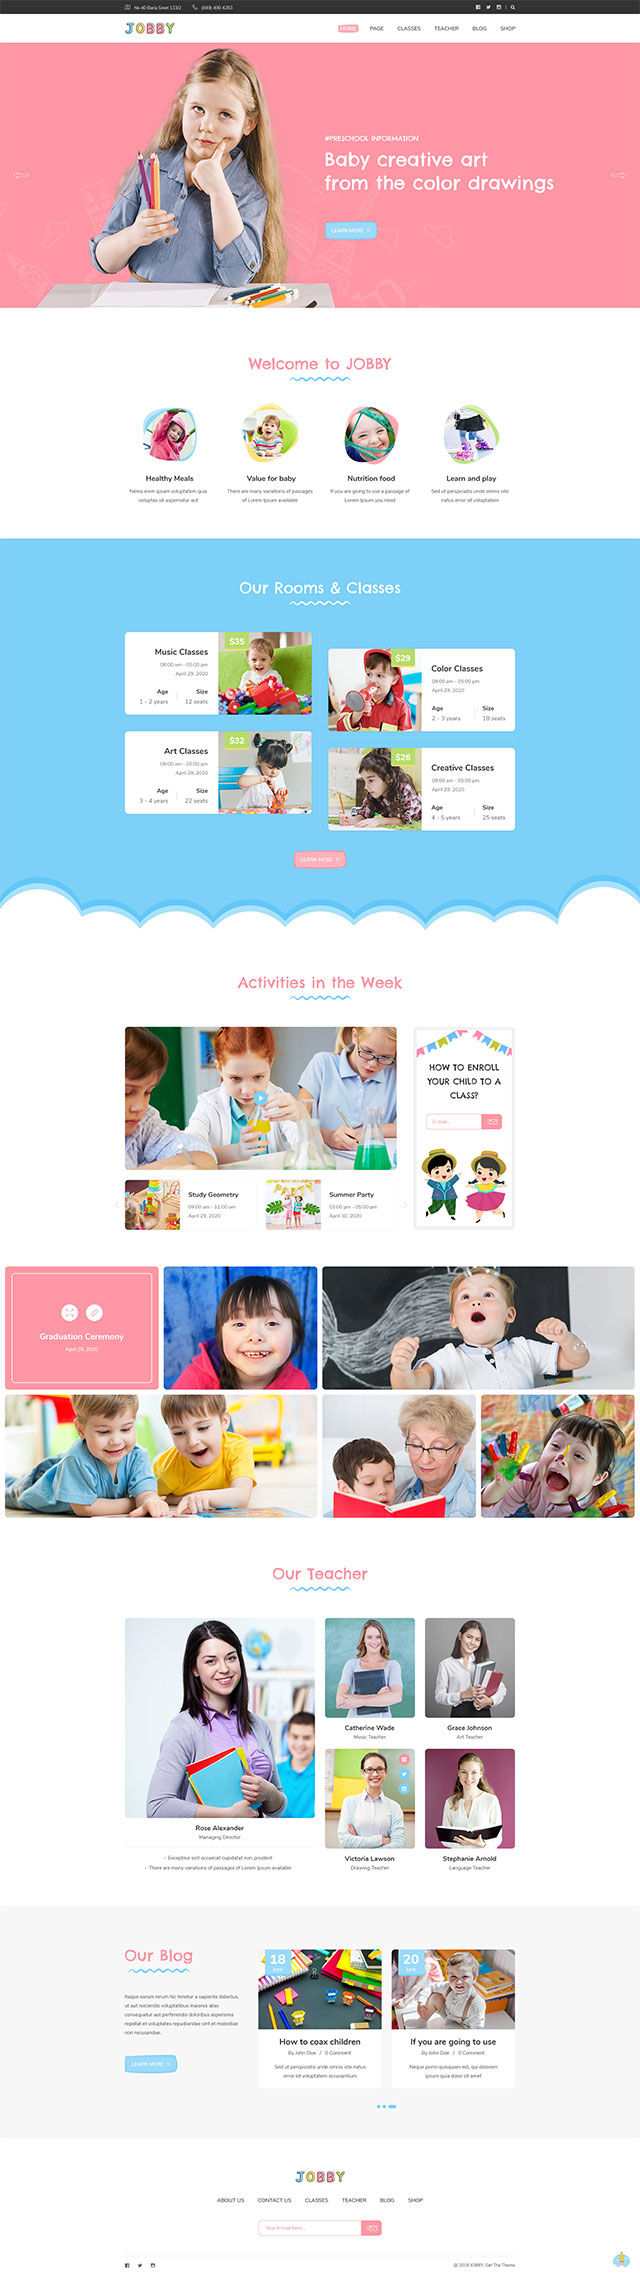 No 40 Baria Sreet 133/2 (849) 490 4283
JOBBY
HOME PAGE CLASSES TEACHER BLOG SHOP
#PRESCHOOL INFORMATION
Baby creative art
from the color drawings
LEARN MORE
Welcome to JOBBY
Healthy Meals
Nemo enim ipsam voluptatem quia
voluptas sit aspernatur aut
Value for baby
There are many variations of passages
of Lorem Ipsum available
Nutrition food
If you are going to use a passage of
Lorem Ipsum you need
Learn and play
Sed ut perspiciatis unde omnis iste
natus error sit voluptatem
Our Rooms & Classes
Music Classes
08:00 am - 05:00 pm
April 29, 2020
Age Size
1 - 2 years 12 seats
$35
$29
Color Classes
08:00 am - 05:00 pm
April 29, 2020
Age Size
2 - 3 years 18 seats
Art Classes
08:00 am - 05:00 pm
April 29, 2020
Age Size
3 - 4 years 22 seats
$32
$26
Creative Classes
08:00 am - 05:00 pm
April 29, 2020
Age Size
4 - 5 years 25 seats
LEARN MORE
Activities in the Week
HOW TO ENROLL
YOUR CHILD TO A
CLASS?
E-mail...
Study Geometry
09:00 am - 11:00 am
April 29, 2020
PARTY
Summer Party
03:00 pm - 05:00 pm
April 30, 2020
Graduation Ceremony
April 29, 2020
Our Teacher
Rose Alexander
Managing Director
Excepteur sint occaecat cupidatat non proident
There are many variations of passages of Lorem Ipsum available
Catherine Wade
Music Teacher
Grace Johnson
Art Teacher
Victoria Lawson
Drawing Teacher
Stephanie Arnold
Language Teacher
Our Blog
Itaque earum rerum hic tenetur a sapiente delectus,
ut aut reiciendis voluptatibus maiores alias
consequatur aut perferendis doloribus asperiores
repellat et voluptates repudiandae sint et molestiae
non recusandae.
LEARN MORE
18
June
How to coax children
By John Doe / 0 Comment
Sed ut perspiciatis unde omnis iste natus
error sit voluptatem accusantium
20
June
If you are going to use
By John Doe / 0 Comment
Neque porro quisquam est, qui dolorem
ipsum quia dolor sit amet
JOBBY
ABOUT US CONTACT US CLASSES TEACHER BLOG SHOP
Your e-mail here...
@ 2018 JOBBY Get The Theme